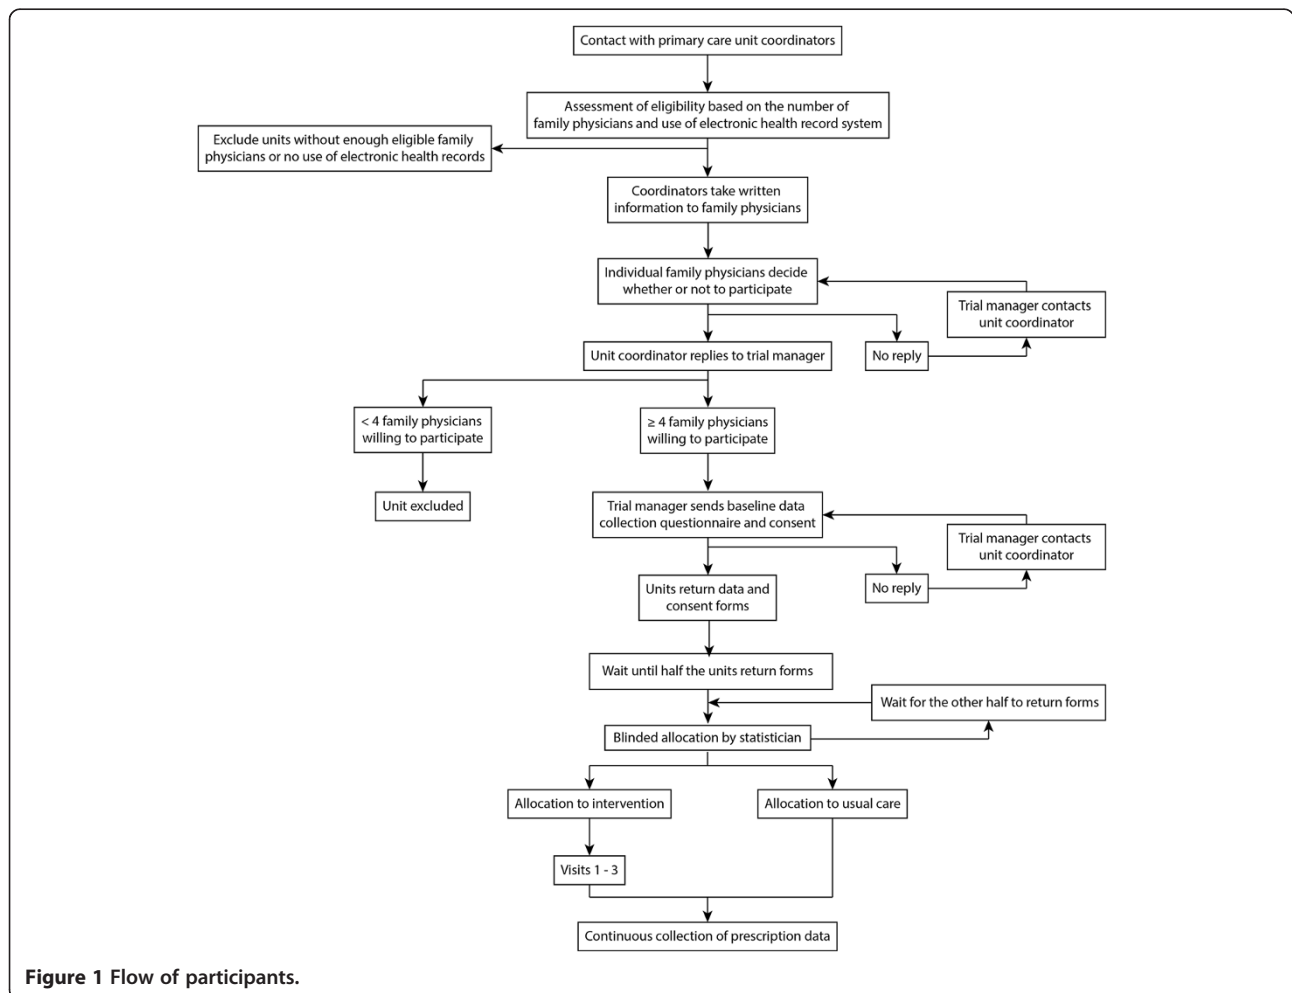 Contact with primary care unit coordinators
Assessment of eligibility based on the number of
family physicians and use of electronic health record system
Exclude units without enough eligible family
physicians or no use of electronic health records
Coordinators take written
information to family physicians
Individual family physicians decide
whether or not to participate
Trial manager contacts
unit coordinator
Unit coordinator replies to trial manager
No reply
< 4 family physicians
willing to participate
≥ 4 family physicians
willing to participate
Unit excluded
Trial manager sends baseline data
collection questionnaire and consent
Trial manager contacts
unit coordinator
Units return data and
consent forms
No reply
Wait until half the units return forms
Wait for the other half to return forms
Blinded allocation by statistician
Allocation to intervention
Allocation to usual care
Visits 1 - 3
Continuous collection of prescription data
Figure 1 Flow of participants.